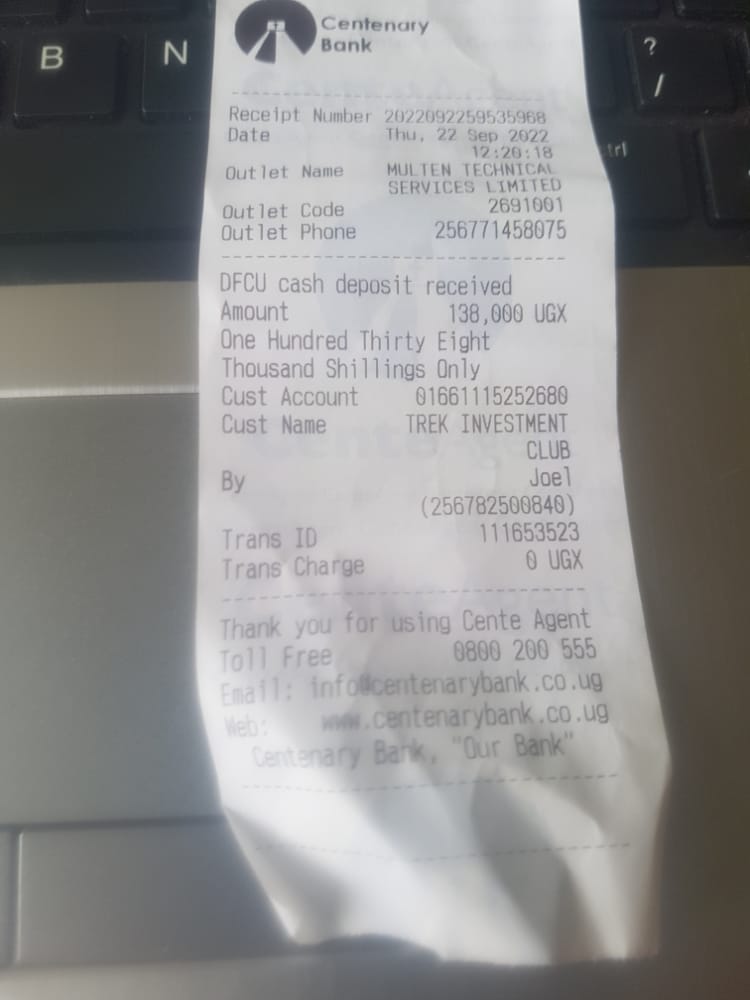 B
N
?
/
trl
Centenary
Bank
Receipt Number 2022092259535968
Date Thu, 22 Sep 2022
12:20:18
Outlet Name MULTEN TECHNICAL
SERVICES LIMITED
Outlet Code 2691001
Outlet Phone 256771458075
DFCU cash deposit received
Amount 138,000 UGX
One Hundred Thirty Eight
Thousand Shillings Only
Cust Account 01661115252680
Cust Name TREK INVESTMENT
CLUB
By Joel
(256782500840)
Trans ID 111653523
Trans Charge 0 UGX
Thank you for using Cente Agent
Toll Free 0800 200 555
Email: info@centenarybank.co.ug
Web: www.centenarybank.co.ug
Centenary Bank, "Our Bank"